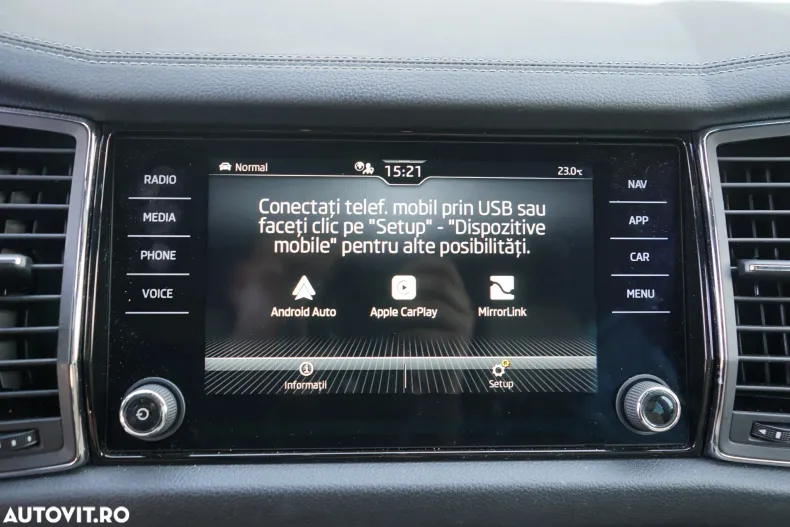 Normal
15:21
23.0°C
RADIO
MEDIA
PHONE
VOICE
NAV
APP
CAR
MENU
Conectați telef. mobil prin USB sau
faceți clic pe "Setup" - "Dispozitive
mobile" pentru alte posibilități.
Android Auto
Apple CarPlay
MirrorLink
Informații
Setup
AUTOVIT.RO